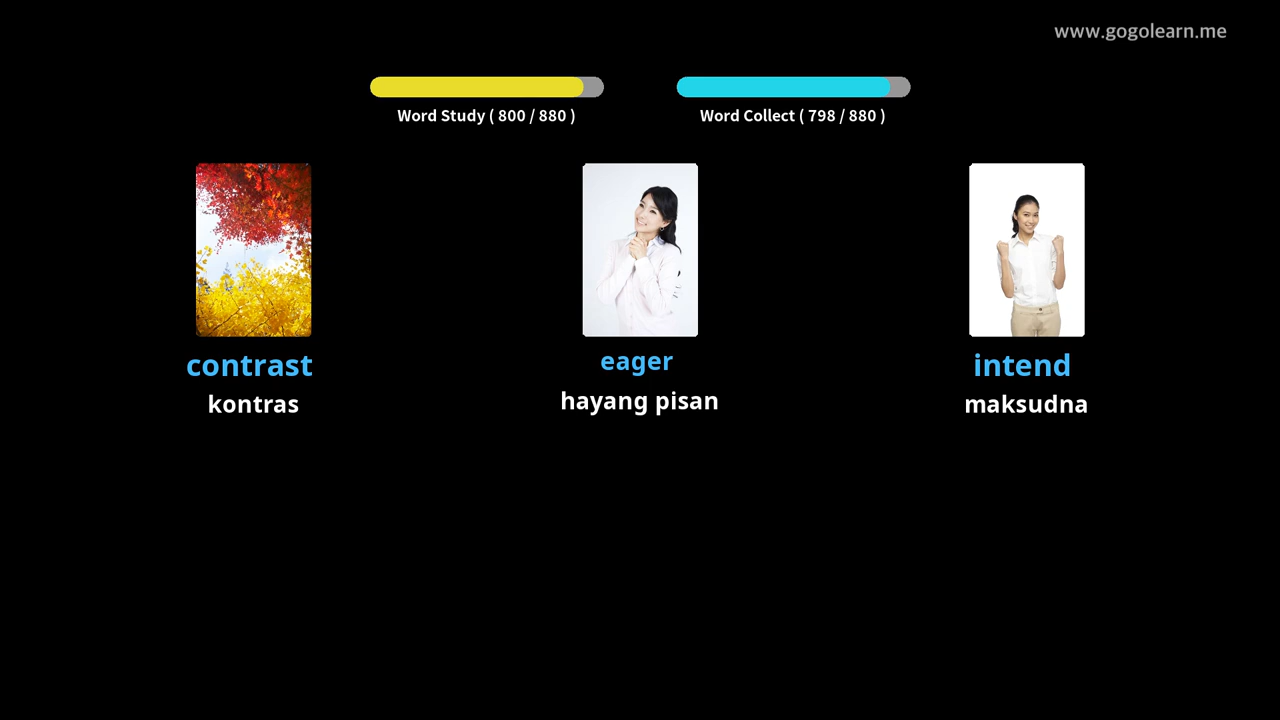 www.gogolearn.me
Word Study ( 800 / 880 )
Word Collect ( 798 / 880 )
contrast
kontras
eager
hayang pisan
intend
maksudna